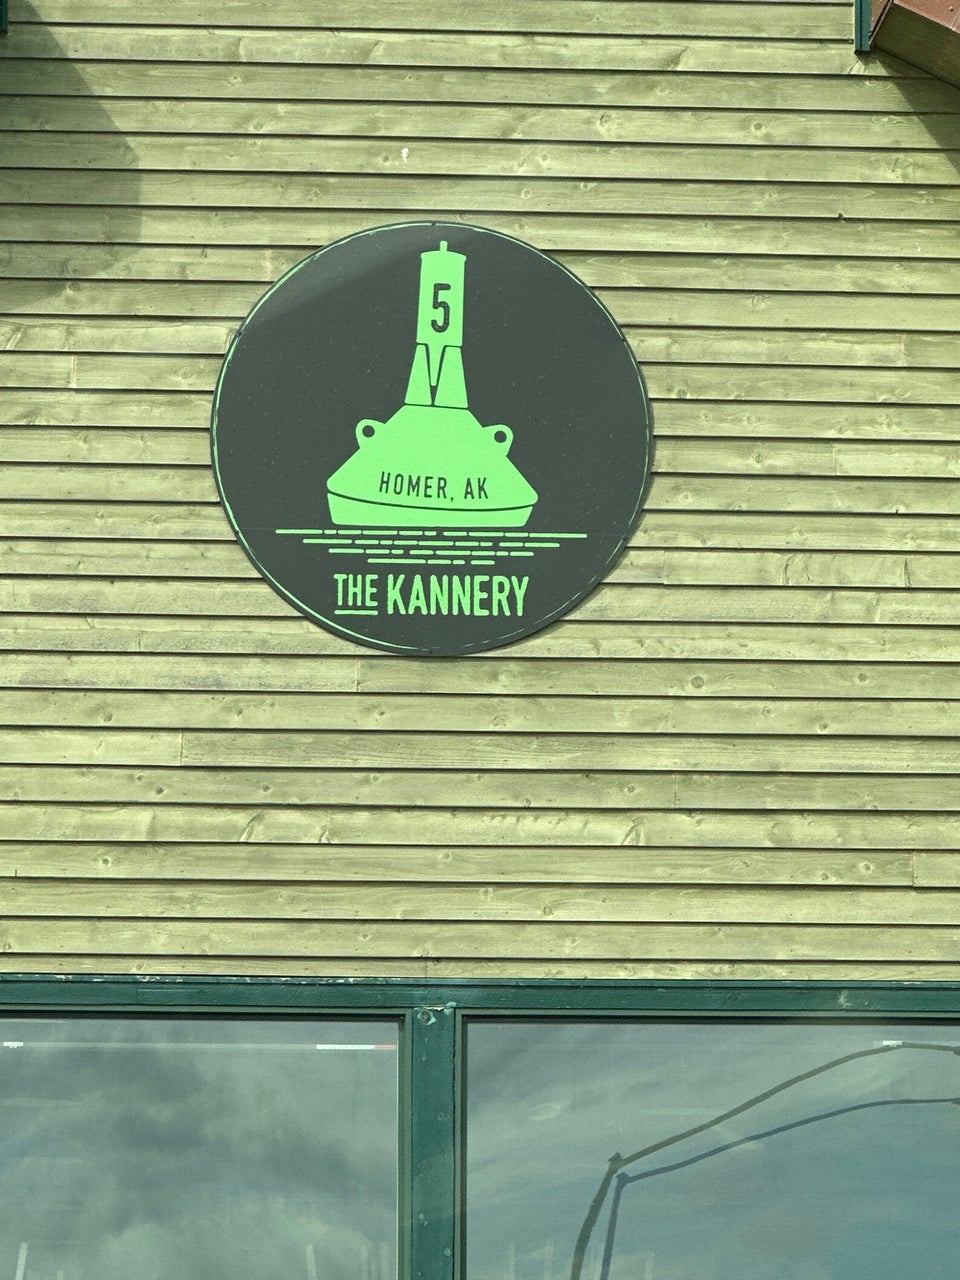 5
HOMER, AK
THE KANNERY